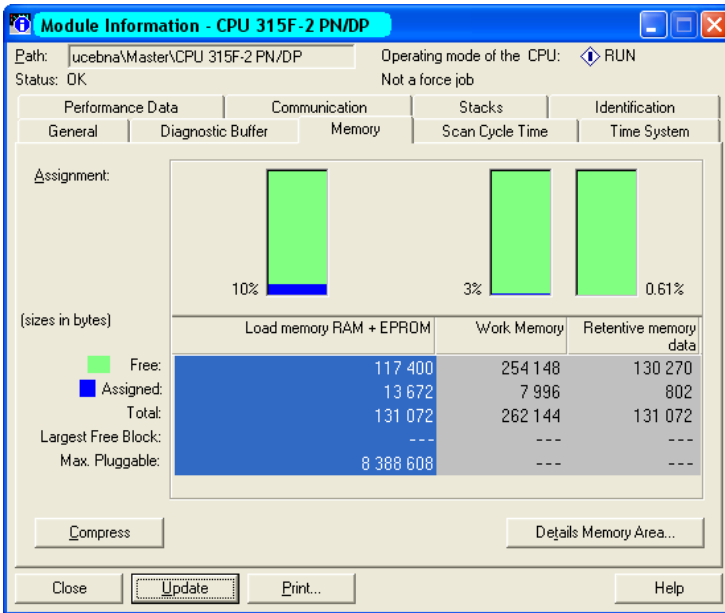 Module Information - CPU 315F-2 PN/DP
Path: ucebna\Master\CPU 315F-2 PN/DP Operating mode of the CPU: RUN
Status: OK Not a force job
Performance Data Communication Stacks Identification
General Diagnostic Buffer Memory Scan Cycle Time Time System
Assignment:
10% 3% 0.61%
(sizes in bytes)
Load memory RAM + EPROM Work Memory Retentive memory data
Free: 117 400 254 148 130 270
Assigned: 13 672 7 996 802
Total: 131 072 262 144 131 072
Largest Free Block: --- --- ---
Max. Pluggable: 8 388 608 --- ---
Compress Details Memory Area...
Close Update Print... Help